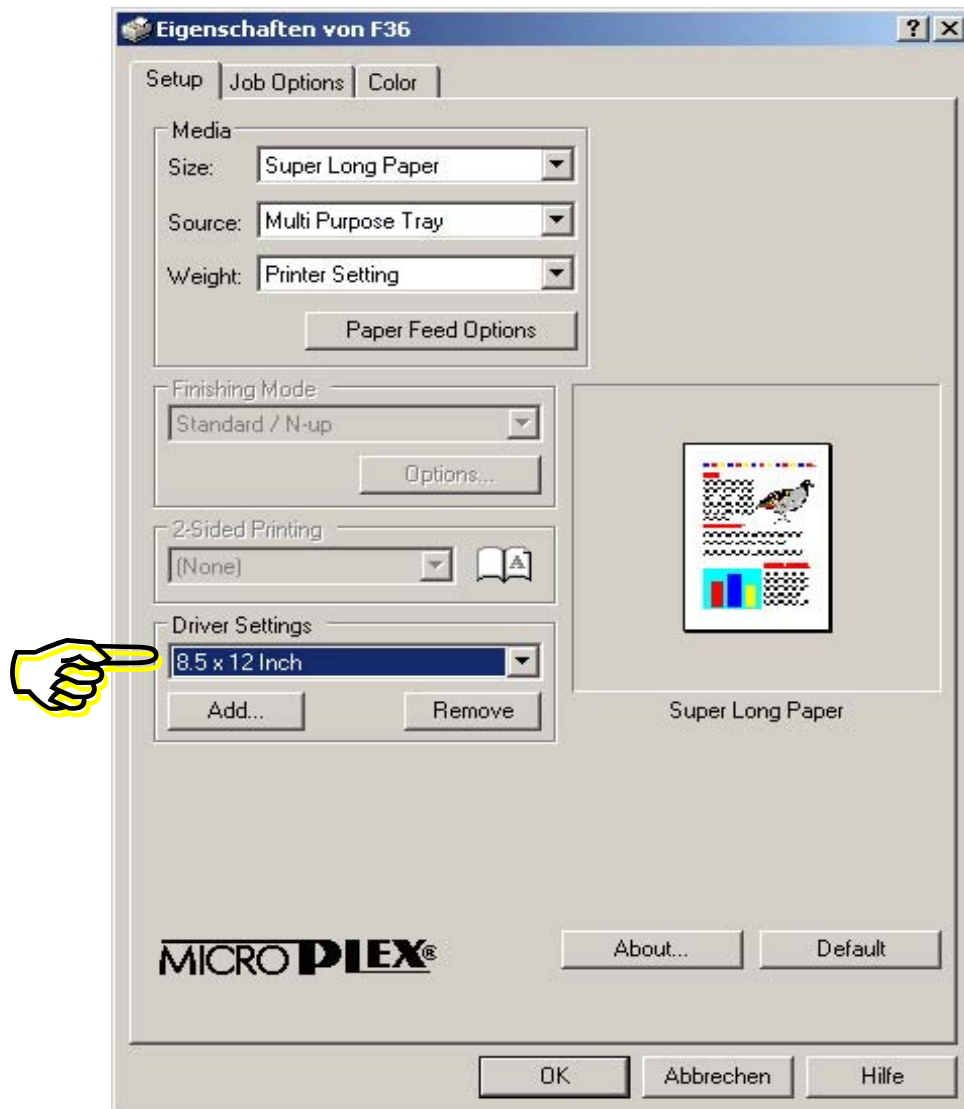 Eigenschaften von F36
Setup
Job Options
Color
Media
Size: Super Long Paper
Source: Multi Purpose Tray
Weight: Printer Setting
Paper Feed Options
Finishing Mode
Standard / N-up
Options...
2-Sided Printing
(None)
A
Driver Settings
8.5 x 12 Inch
Add...
Remove
Super Long Paper
MICROPLEX®
About...
Default
OK
Abbrechen
Hilfe